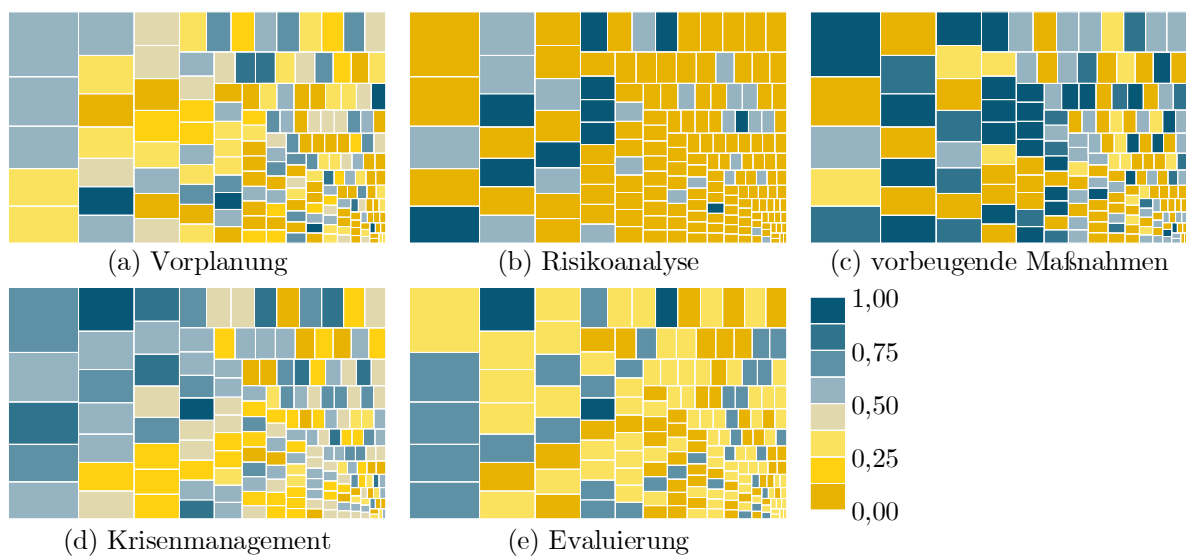 (a) Vorplanung
(b) Risikoanalyse
(c) vorbeugende Maßnahmen
1,00
0,75
0,50
0,25
0,00
(d) Krisenmanagement
(e) Evaluierung